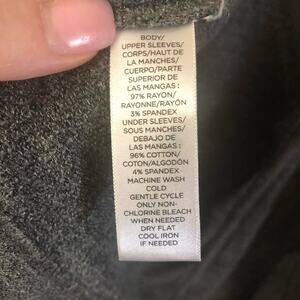 BODY/
UPPER SLEEVES/
CORPS/HAUT DE
LA MANCHES/
CUERPO/PARTE
SUPERIOR DE
LAS MANGAS :
97% RAYON/
RAYONNE/RAYÓN
3% SPANDEX
UNDER SLEEVES/
SOUS MANCHES/
DEBAJO DE
LAS MANGAS :
96% COTTON/
COTON/ALGODÓN
4% SPANDEX
MACHINE WASH
COLD
GENTLE CYCLE
ONLY NON-
CHLORINE BLEACH
WHEN NEEDED
DRY FLAT
COOL IRON
IF NEEDED